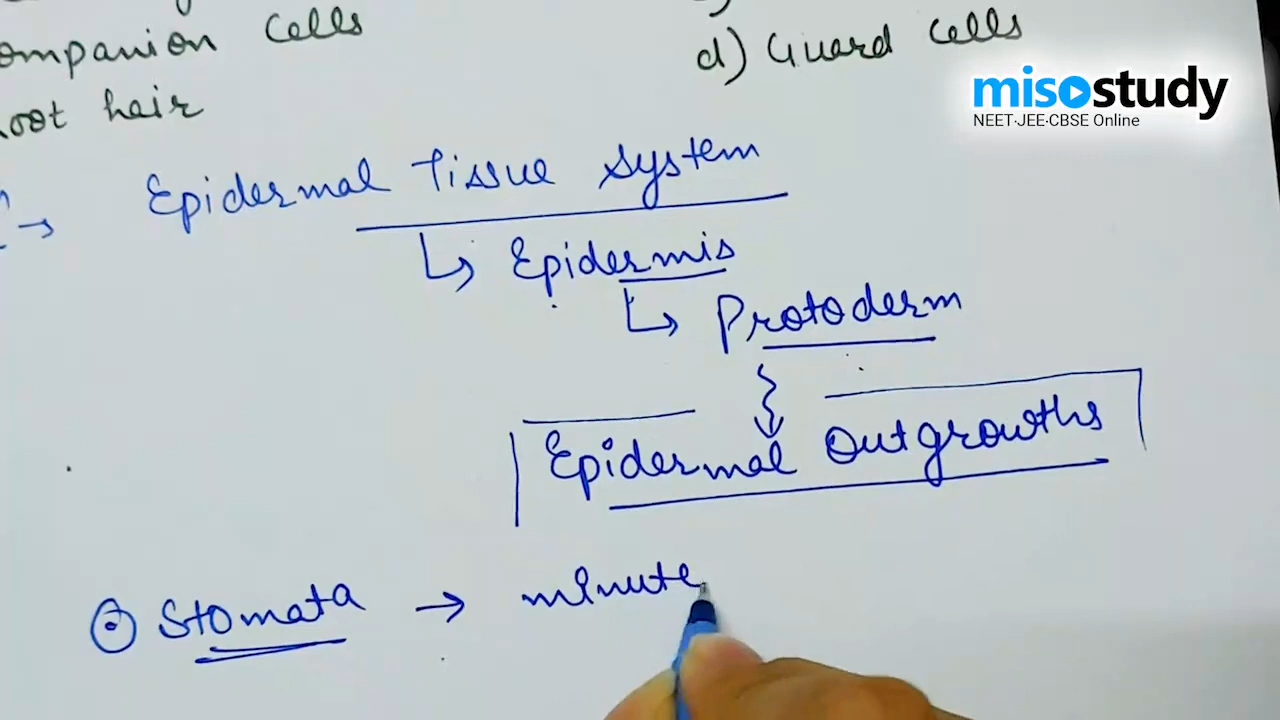 ompanion cells
d) Guard cells
oot hair
misostudy
NEET-JEE-CBSE Online
Epidermal Tissue System
Epidermis
Protoderm
Epidermal Outgrowths
Stomata → minute